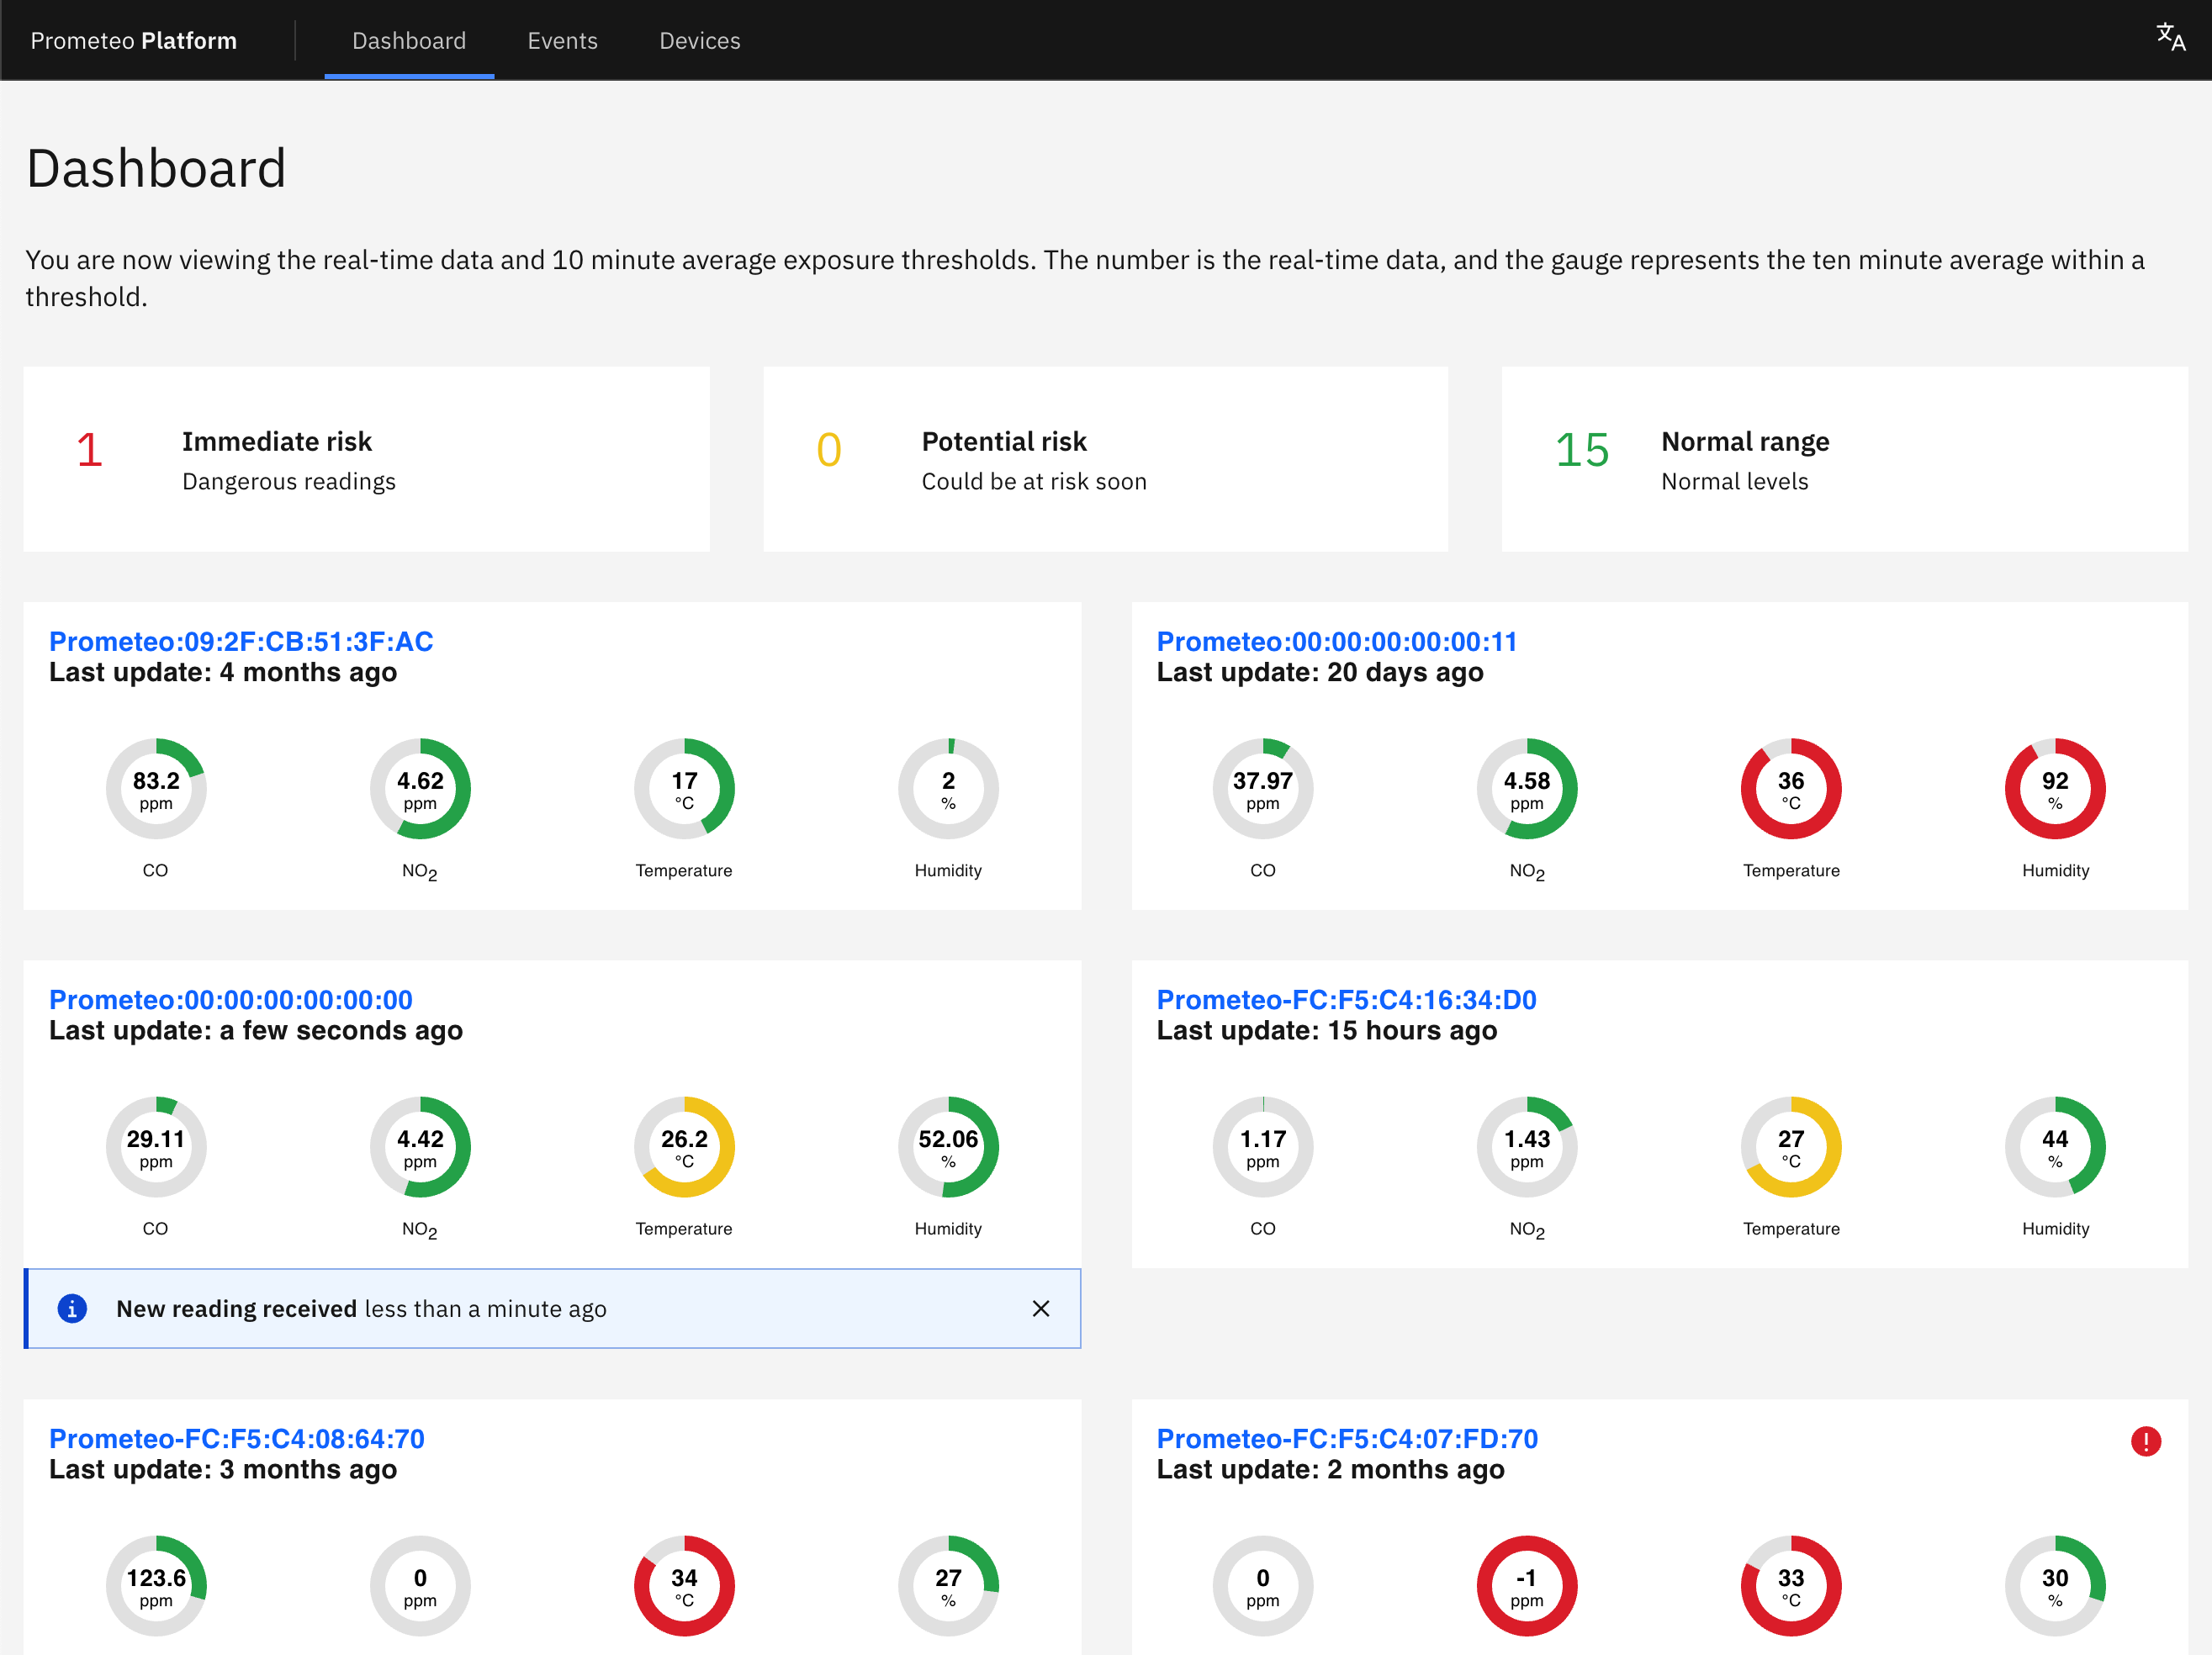 Prometeo Platform
Dashboard
Events
Devices
文A
Dashboard
You are now viewing the real-time data and 10 minute average exposure thresholds. The number is the real-time data, and the gauge represents the ten minute average within a
threshold.
1
Immediate risk
Dangerous readings
0
Potential risk
Could be at risk soon
15
Normal range
Normal levels
Prometeo:09:2F:CB:51:3F:AC
Last update: 4 months ago
83.2
ppm
CO
4.62
ppm
NO2
17
°C
Temperature
2
%
Humidity
Prometeo:00:00:00:00:00:11
Last update: 20 days ago
37.97
ppm
CO
4.58
ppm
NO2
36
°C
Temperature
92
%
Humidity
Prometeo:00:00:00:00:00:00
Last update: a few seconds ago
29.11
ppm
CO
4.42
ppm
NO2
26.2
°C
Temperature
52.06
%
Humidity
New reading received less than a minute ago
Prometeo-FC:F5:C4:16:34:D0
Last update: 15 hours ago
1.17
ppm
CO
1.43
ppm
NO2
27
°C
Temperature
44
%
Humidity
Prometeo-FC:F5:C4:08:64:70
Last update: 3 months ago
123.6
ppm
0
ppm
34
°C
27
%
Prometeo-FC:F5:C4:07:FD:70
Last update: 2 months ago
0
ppm
-1
ppm
33
°C
30
%